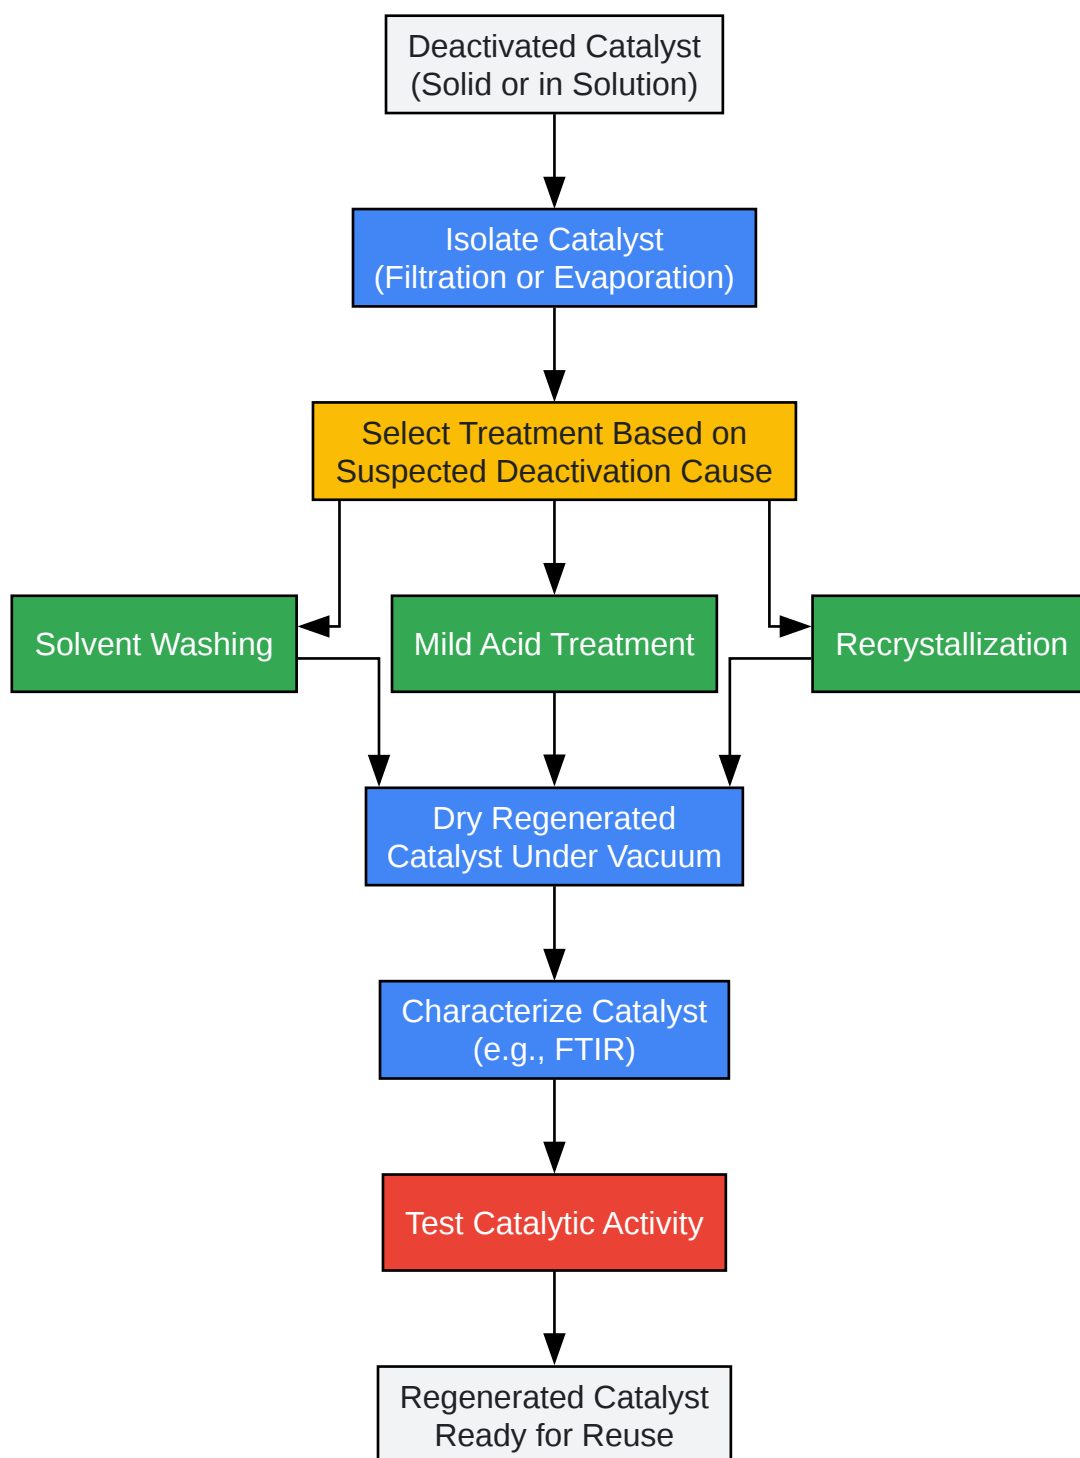 Deactivated Catalyst
(Solid or in Solution)
Isolate Catalyst
(Filtration or Evaporation)
Select Treatment Based on
Suspected Deactivation Cause
Solvent Washing
Mild Acid Treatment
Recrystallization
Dry Regenerated
Catalyst Under Vacuum
Characterize Catalyst
(e.g., FTIR)
Test Catalytic Activity
Regenerated Catalyst
Ready for Reuse